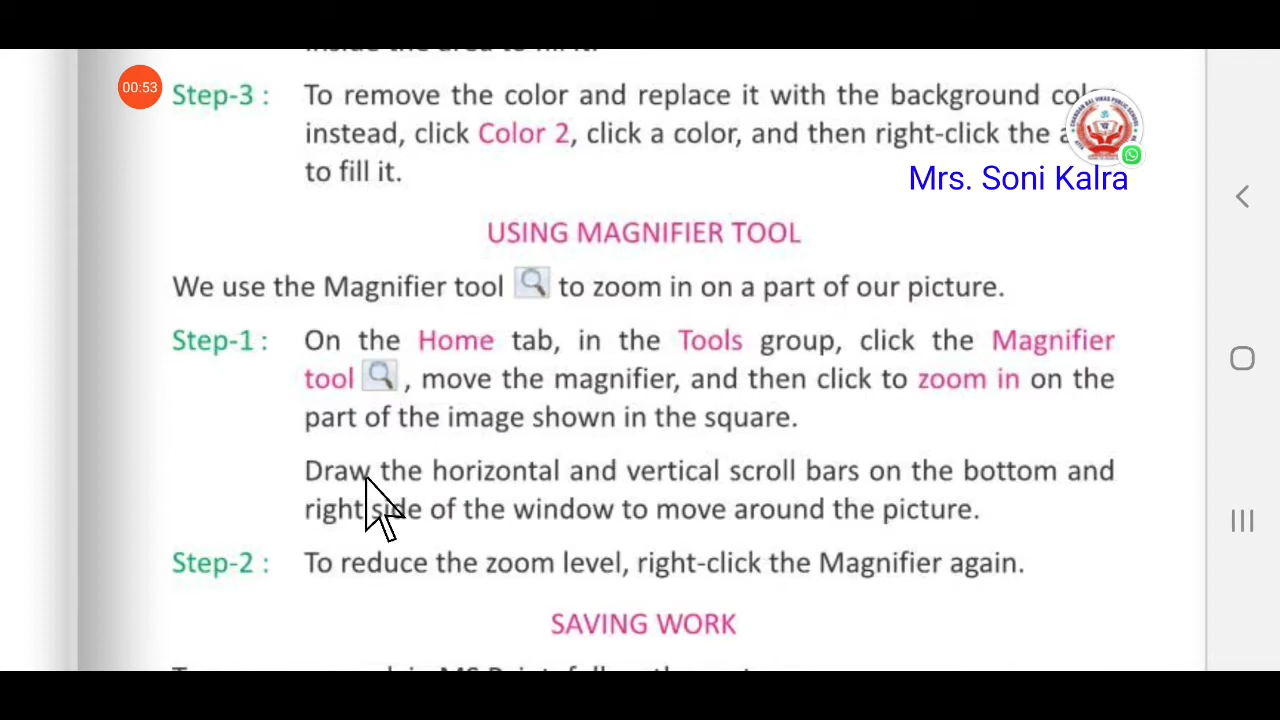 inside the area to fill it.
00:53
Step-3 : To remove the color and replace it with the background
instead, click Color 2, click a color, and then right-click the
to fill it.
Mrs. Soni Kalra
USING MAGNIFIER TOOL
We use the Magnifier tool to zoom in on a part of our picture.
Step-1 : On the Home tab, in the Tools group, click the Magnifier
tool , move the magnifier, and then click to zoom in on the
part of the image shown in the square.
Draw the horizontal and vertical scroll bars on the bottom and
right side of the window to move around the picture.
Step-2 : To reduce the zoom level, right-click the Magnifier again.
SAVING WORK